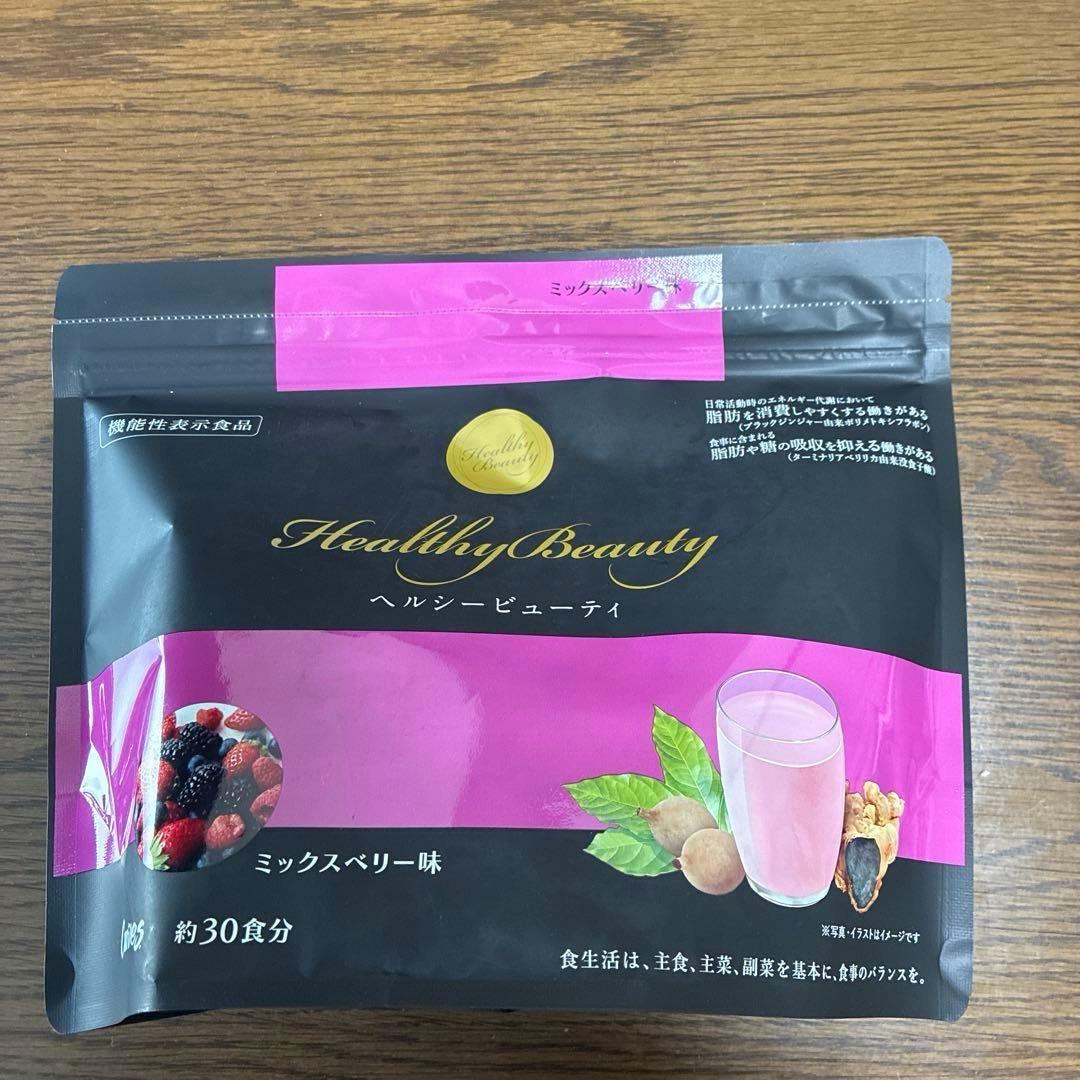 ミックスベリー味
機能性表示食品
日常活動時のエネルギー代謝において
脂肪を消費しやすくする働きがある
(ブラックジンジャー由来ポリメトキシフラボン)
食事に含まれる
脂肪や糖の吸収を抑える働きがある
(ターミナリアベリリカ由来没食子酸)
Healthy
Beauty
Healthy Beauty
ヘルシービューティ
ミックスベリー味
約30食分
※写真・イラストはイメージです
食生活は、主食、主菜、副菜を基本に、食事のバランスを。